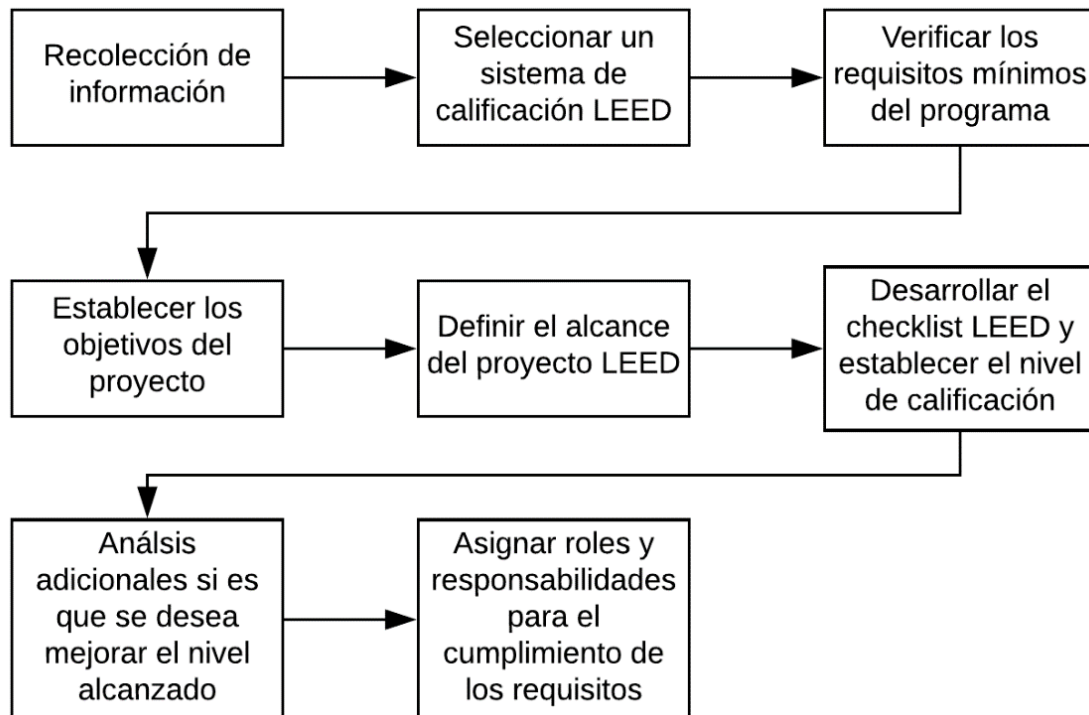 Recolección de
información
Seleccionar un
sistema de
calificación LEED
Verificar los
requisitos mínimos
del programa
Establecer los
objetivos del
proyecto
Definir el alcance
del proyecto LEED
Desarrollar el
checklist LEED y
establecer el nivel
de calificación
Análsis
adicionales si es
que se desea
mejorar el nivel
alcanzado
Asignar roles y
responsabilidades
para el
cumplimiento de
los requisitos